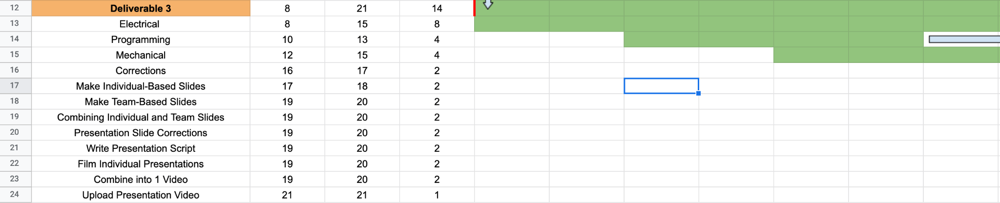 12 Deliverable 3 8 21 14
13 Electrical 8 15 8
14 Programming 10 13 4
15 Mechanical 12 15 4
16 Corrections 16 17 2
17 Make Individual-Based Slides 17 18 2
18 Make Team-Based Slides 19 20 2
19 Combining Individual and Team Slides 19 20 2
20 Presentation Slide Corrections 19 20 2
21 Write Presentation Script 19 20 2
22 Film Individual Presentations 19 20 2
23 Combine into 1 Video 19 20 2
24 Upload Presentation Video 21 21 1